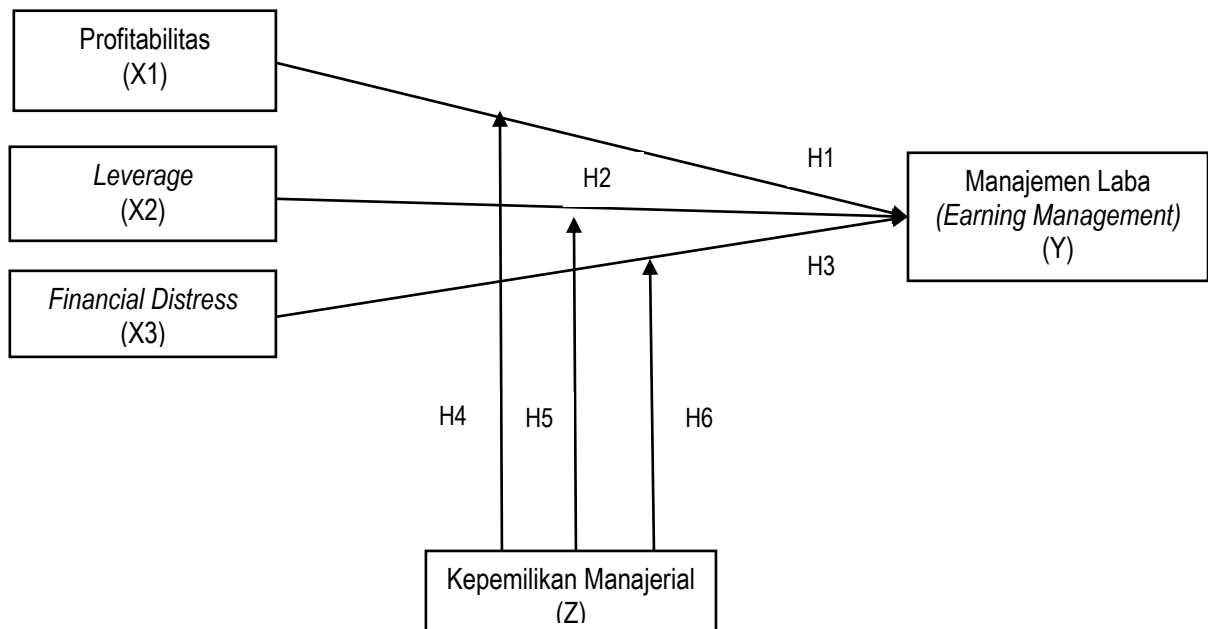 Profitabilitas
(X1)
Leverage
(X2)
Financial Distress
(X3)
H1
H2
H3
Manajemen Laba
(Earning Management)
(Y)
H4
H5
H6
Kepemilikan Manajerial
(Z)